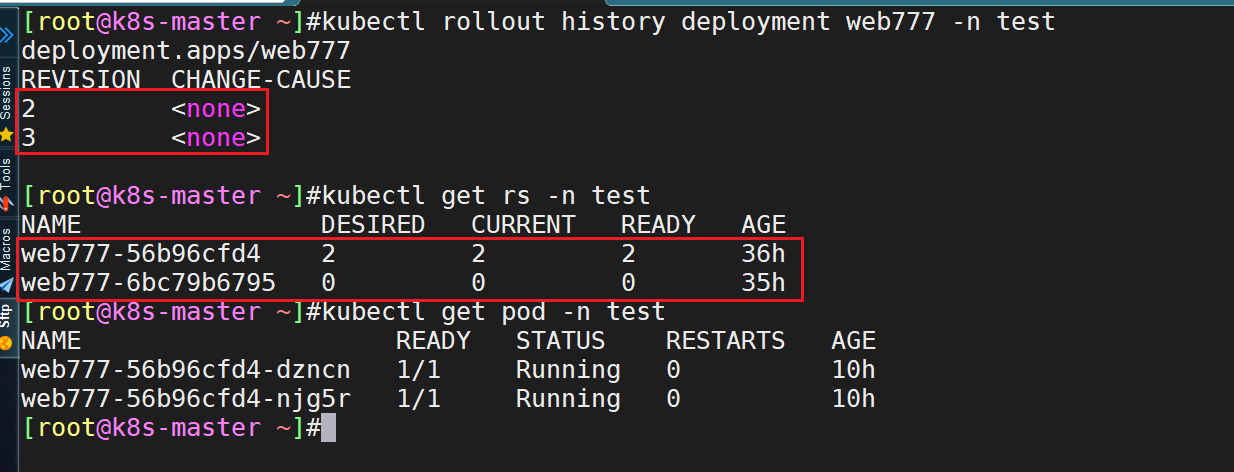 [root@k8s-master ~]#kubectl rollout history deployment web777 -n test
deployment.apps/web777
REVISION  CHANGE-CAUSE
2         <none>
3         <none>
[root@k8s-master ~]#kubectl get rs -n test
NAME                DESIRED   CURRENT   READY   AGE
web777-56b96cfd4    2         2         2       36h
web777-6bc79b6795   0         0         0       35h
[root@k8s-master ~]#kubectl get pod -n test
NAME                     READY   STATUS    RESTARTS   AGE
web777-56b96cfd4-dzncn   1/1     Running   0          10h
web777-56b96cfd4-njg5r   1/1     Running   0          10h
[root@k8s-master ~]#
Sessions
Tools
Macros
Sftp